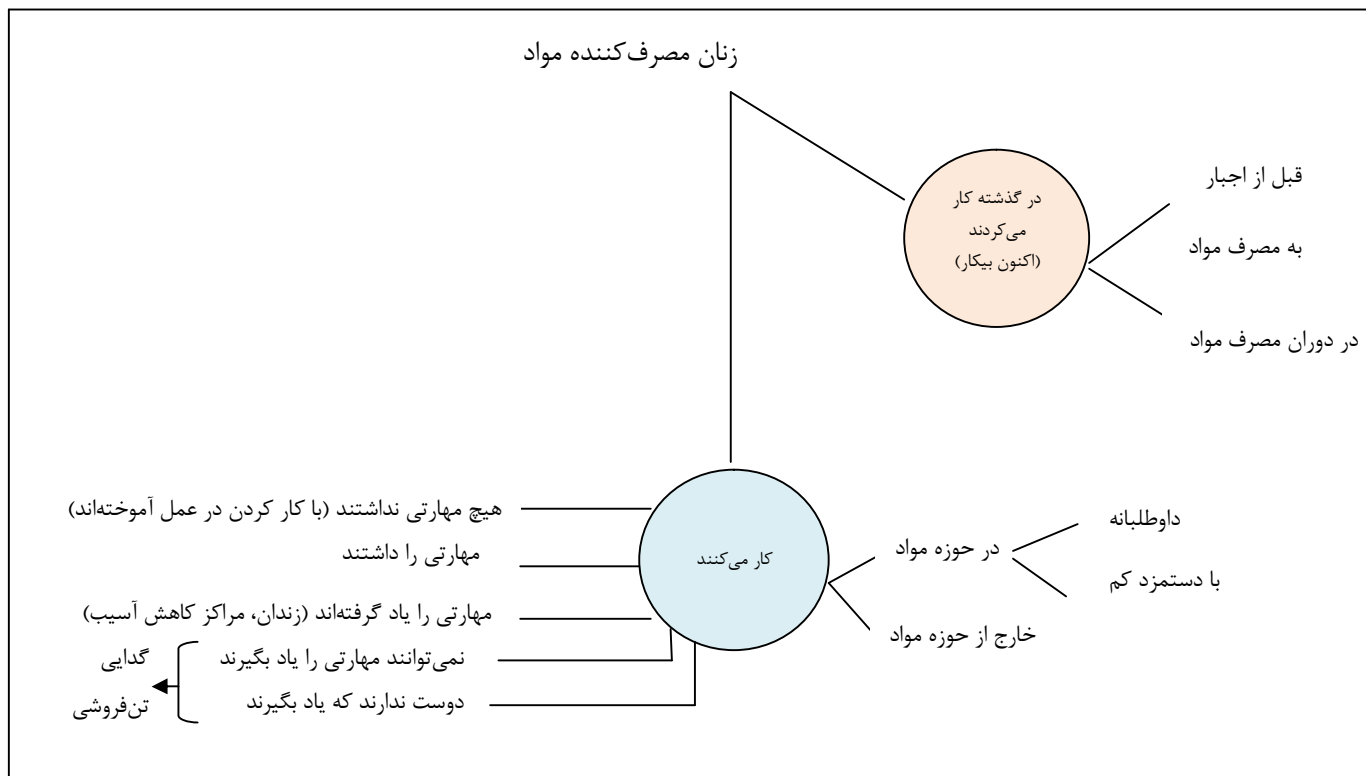 زنان مصرف‌کننده مواد
در گذشته کار
می‌کردند
(اکنون بیکار)
قبل از اجبار
به مصرف مواد
در دوران مصرف مواد
کار می‌کنند
در حوزه مواد
داوطلبانه
با دستمزد کم
خارج از حوزه مواد
هیچ مهارتی نداشتند (با کار کردن در عمل آموخته‌اند)
مهارتی را داشتند
مهارتی را یاد گرفته‌اند (زندان، مراکز کاهش آسیب)
نمی‌توانند مهارتی را یاد بگیرند
دوست ندارند که یاد بگیرند
گدایی
تن‌فروشی